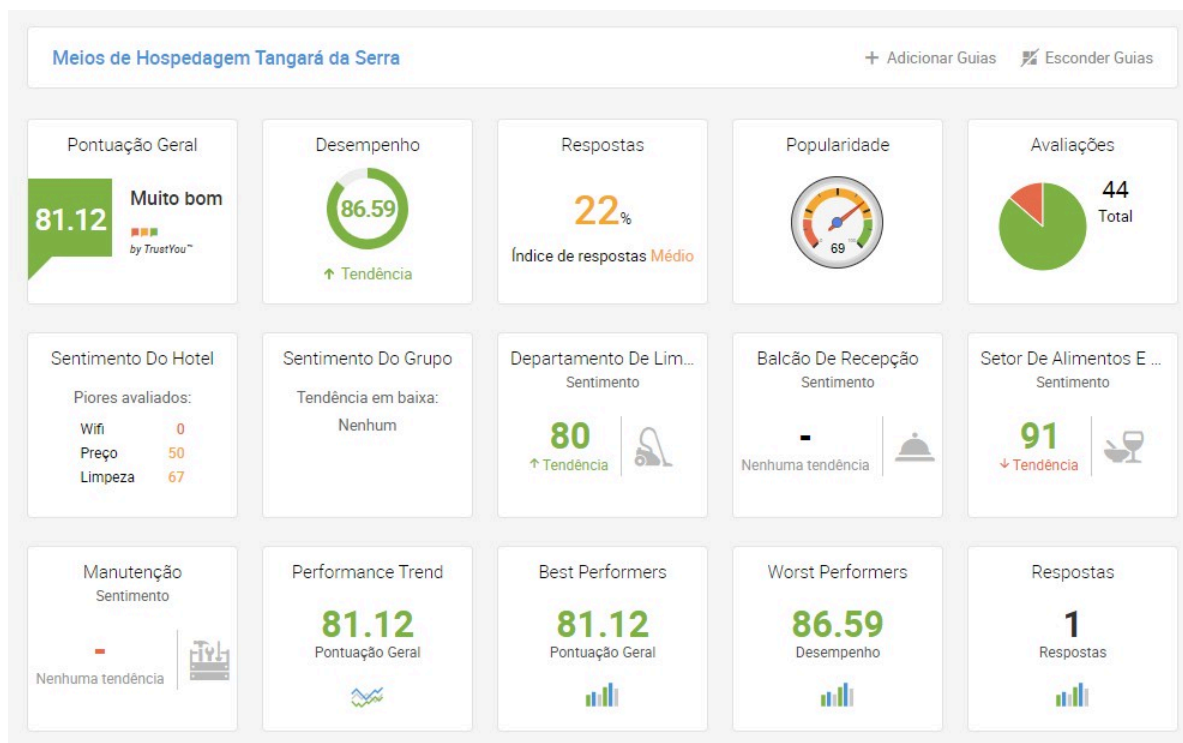 Meios de Hospedagem Tangará da Serra
+ Adicionar Guias
Esconder Guias
Pontuação Geral
81.12
Muito bom
by TrustYou™
Desempenho
86.59
↑ Tendência
Respostas
22%
Índice de respostas Médio
Popularidade
69
Avaliações
44
Total
Sentimento Do Hotel
Piores avaliados:
Wifi 0
Preço 50
Limpeza 67
Sentimento Do Grupo
Tendência em baixa:
Nenhum
Departamento De Lim...
Sentimento
80
↑ Tendência
Balcão De Recepção
Sentimento
-
Nenhuma tendência
Setor De Alimentos E ...
Sentimento
91
↓ Tendência
Manutenção
Sentimento
-
Nenhuma tendência
Performance Trend
81.12
Pontuação Geral
Best Performers
81.12
Pontuação Geral
Worst Performers
86.59
Desempenho
Respostas
1
Respostas